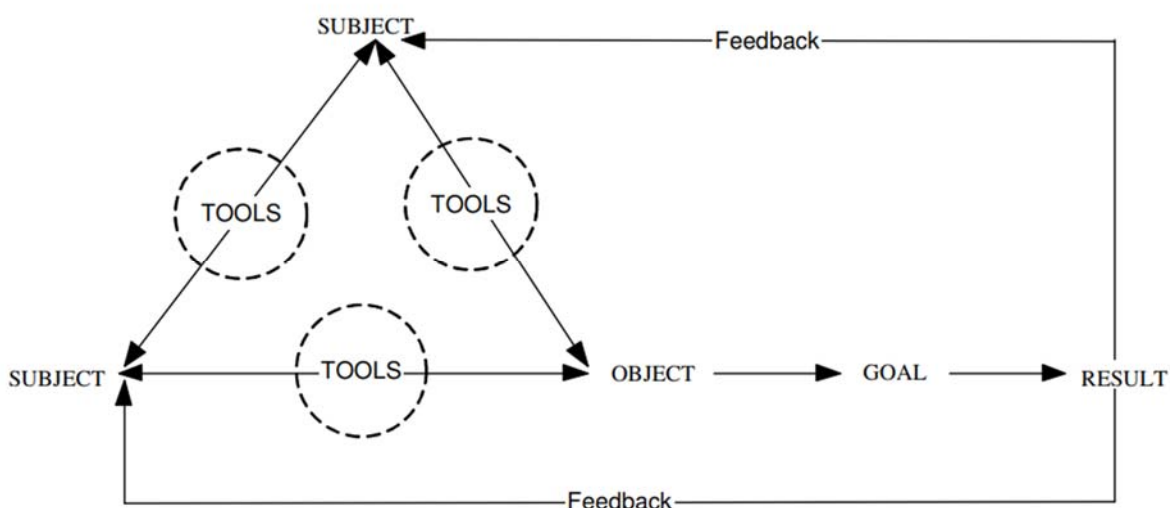 SUBJECT
Feedback
TOOLS
TOOLS
TOOLS
SUBJECT
OBJECT
GOAL
RESULT
Feedback